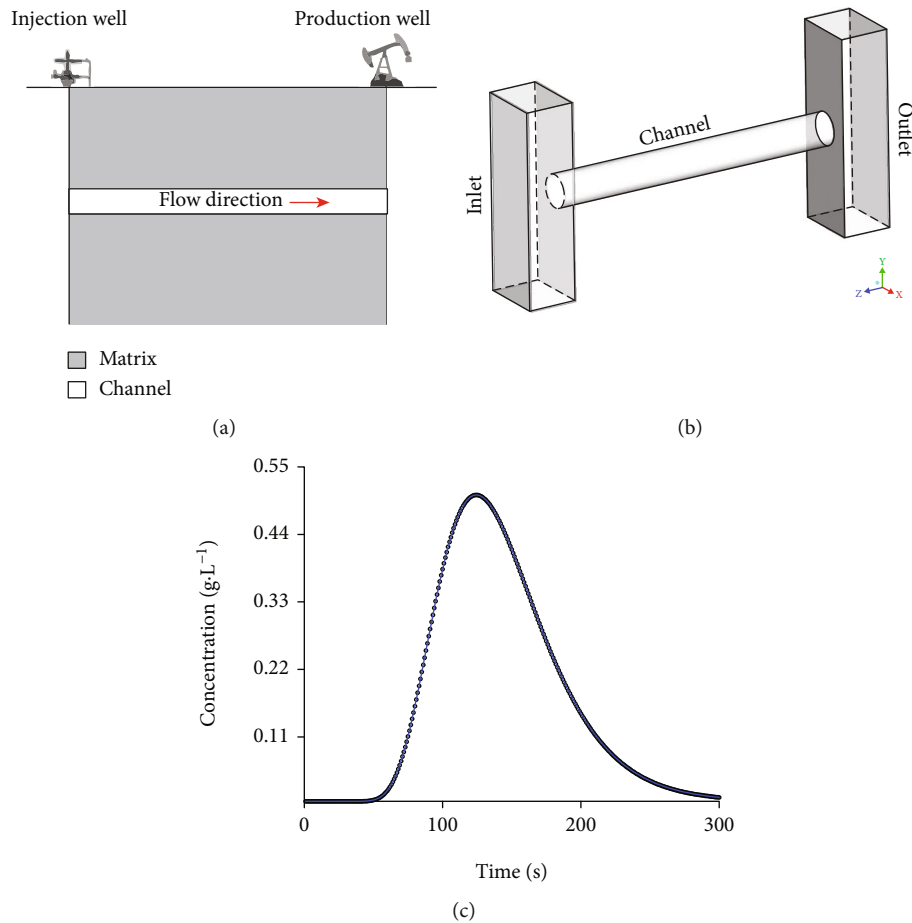 Injection well
Production well
Flow direction
Matrix
Channel
(a)
Inlet
Channel
Outlet
Y
Z
X
(b)
Concentration (g·L⁻¹)
0.55
0.44
0.33
0.22
0.11
0
100
200
300
Time (s)
(c)